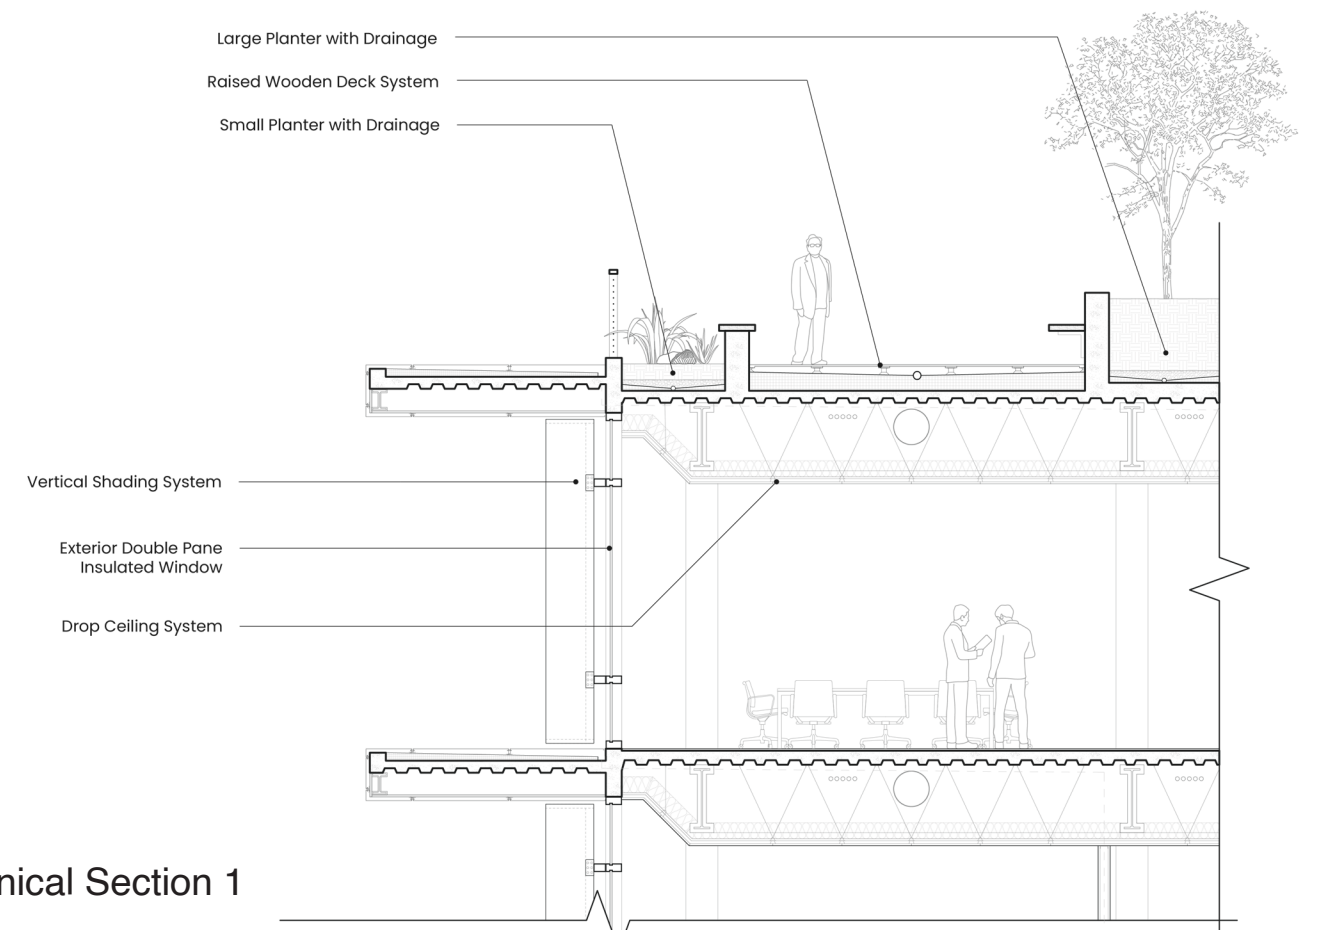 Large Planter with Drainage
Raised Wooden Deck System
Small Planter with Drainage
Vertical Shading System
Exterior Double Pane
Insulated Window
Drop Ceiling System
nical Section 1